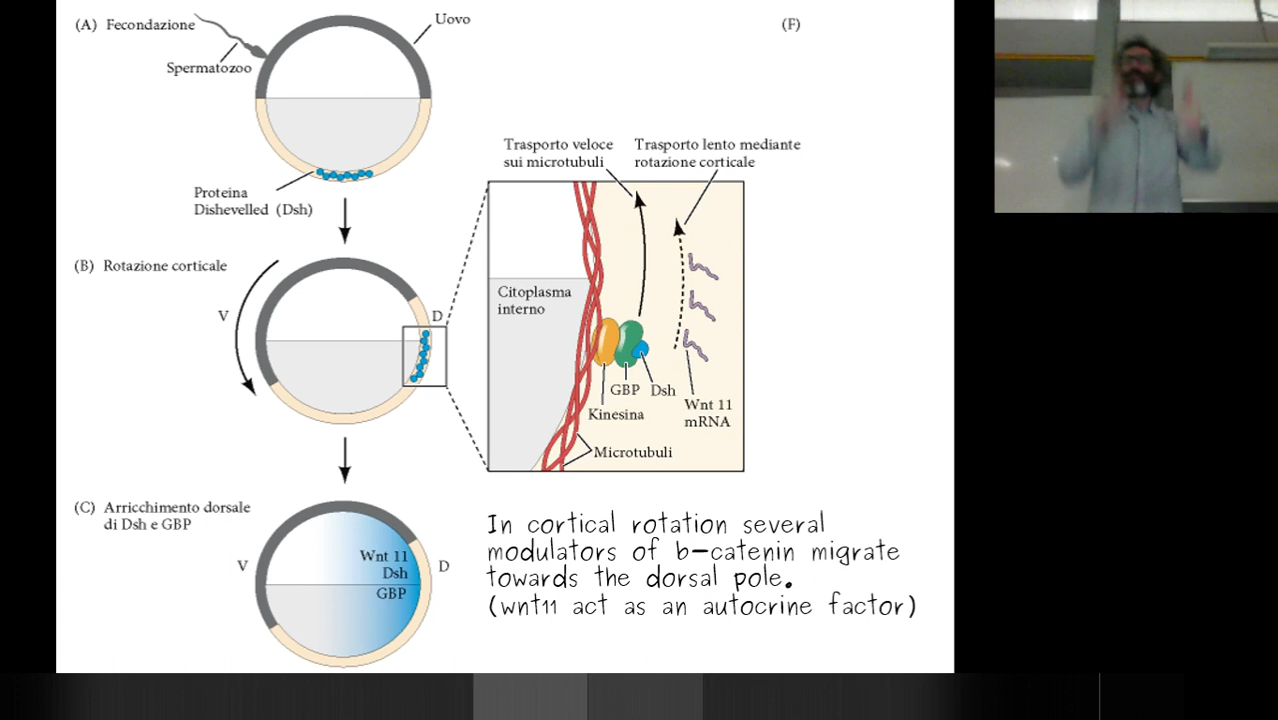 (A) Fecondazione
Uovo
(F)
Spermatozoo
Proteina
Dishevelled (Dsh)
(B) Rotazione corticale
V
D
Trasporto veloce
sui microtubuli
Trasporto lento mediante
rotazione corticale
Citoplasma
interno
GBP
Dsh
Kinesina
Wnt 11
mRNA
Microtubuli
(C) Arricchimento dorsale
di Dsh e GBP
V
Wnt 11
Dsh
GBP
D
In cortical rotation several
modulators of b-catenin migrate
towards the dorsal pole.
(wnt11 act as an autocrine factor)